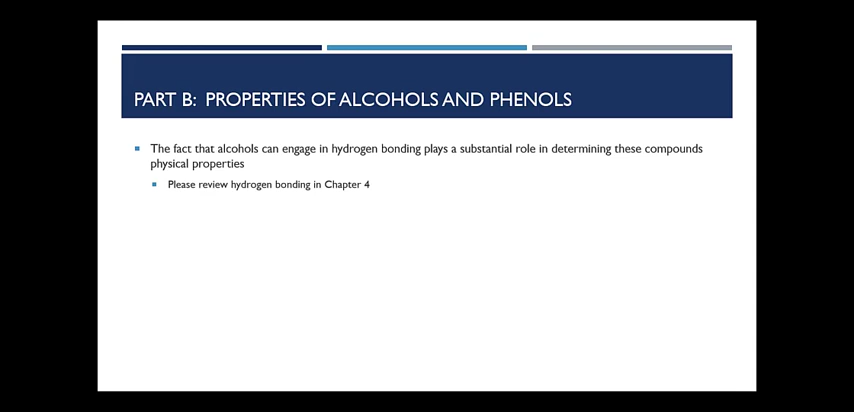 PART B: PROPERTIES OF ALCOHOLS AND PHENOLS
The fact that alcohols can engage in hydrogen bonding plays a substantial role in determining these compounds
physical properties
Please review hydrogen bonding in Chapter 4